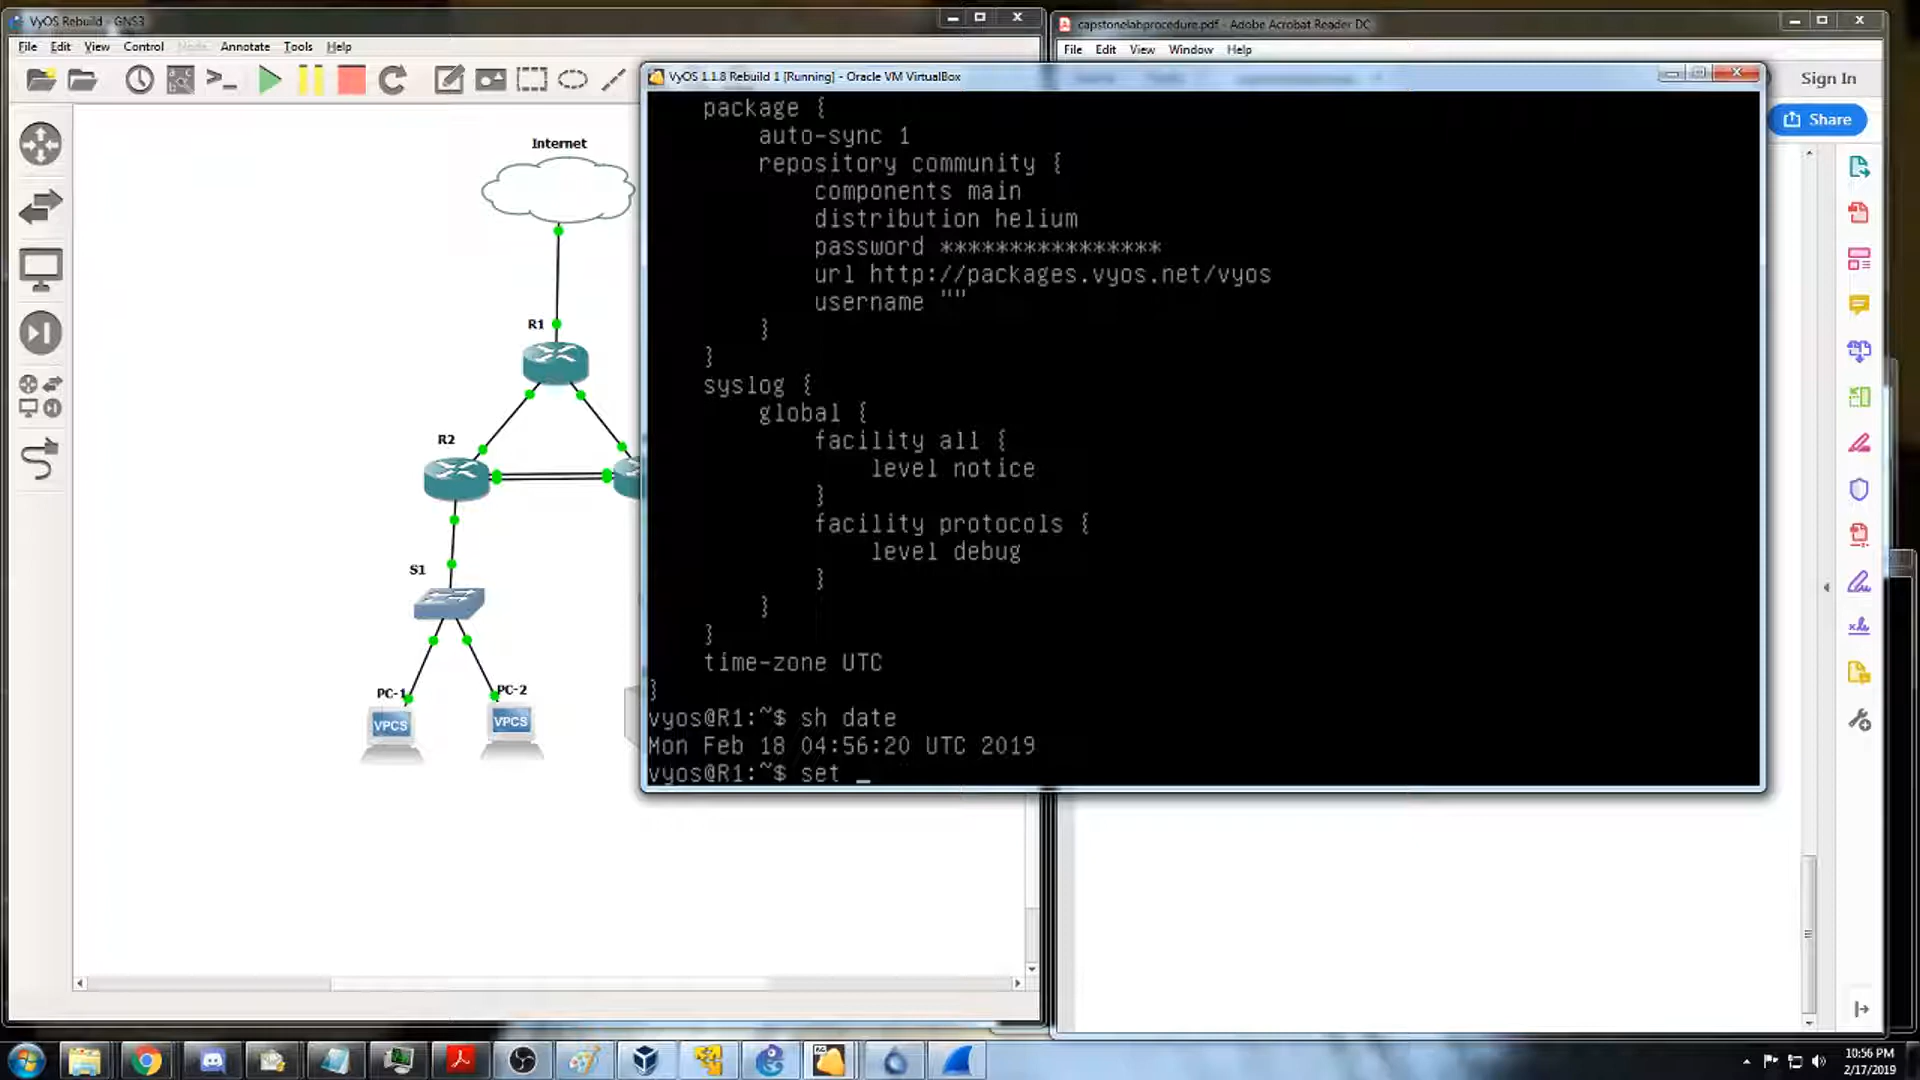 VyOS Rebuild - GNS3
File Edit View Control Node Annotate Tools Help
Internet
R1
R2
S1
PC-1
PC-2
VPCS
VPCS
capstonelabprocedure.pdf - Adobe Acrobat Reader DC
File Edit View Window Help
Sign In
Share
VyOS 1.1.8 Rebuild 1 [Running] - Oracle VM VirtualBox
package {
auto-sync 1
repository community {
components main
distribution helium
password ****************
url http://packages.vyos.net/vyos
username ""
}
}
syslog {
global {
facility all {
level notice
}
facility protocols {
level debug
}
}
}
time-zone UTC
}
vyos@R1:~$ sh date
Mon Feb 18 04:56:20 UTC 2019
vyos@R1:~$ set _
10:56 PM
2/17/2019